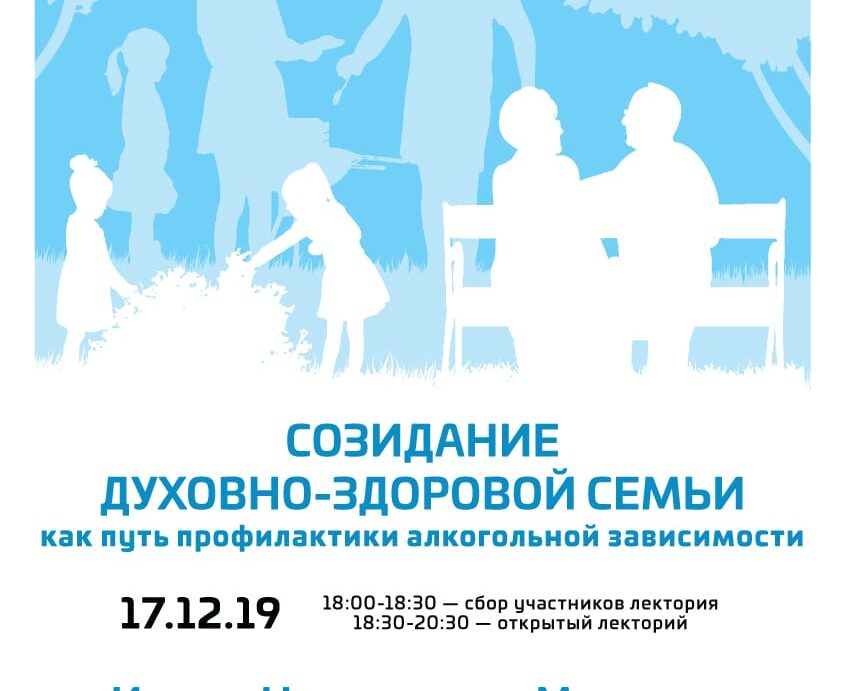 СОЗИДАНИЕ
ДУХОВНО-ЗДОРОВОЙ СЕМЬИ
как путь профилактики алкогольной зависимости
17.12.19
18:00-18:30 — сбор участников лектория
18:30-20:30 — открытый лекторий